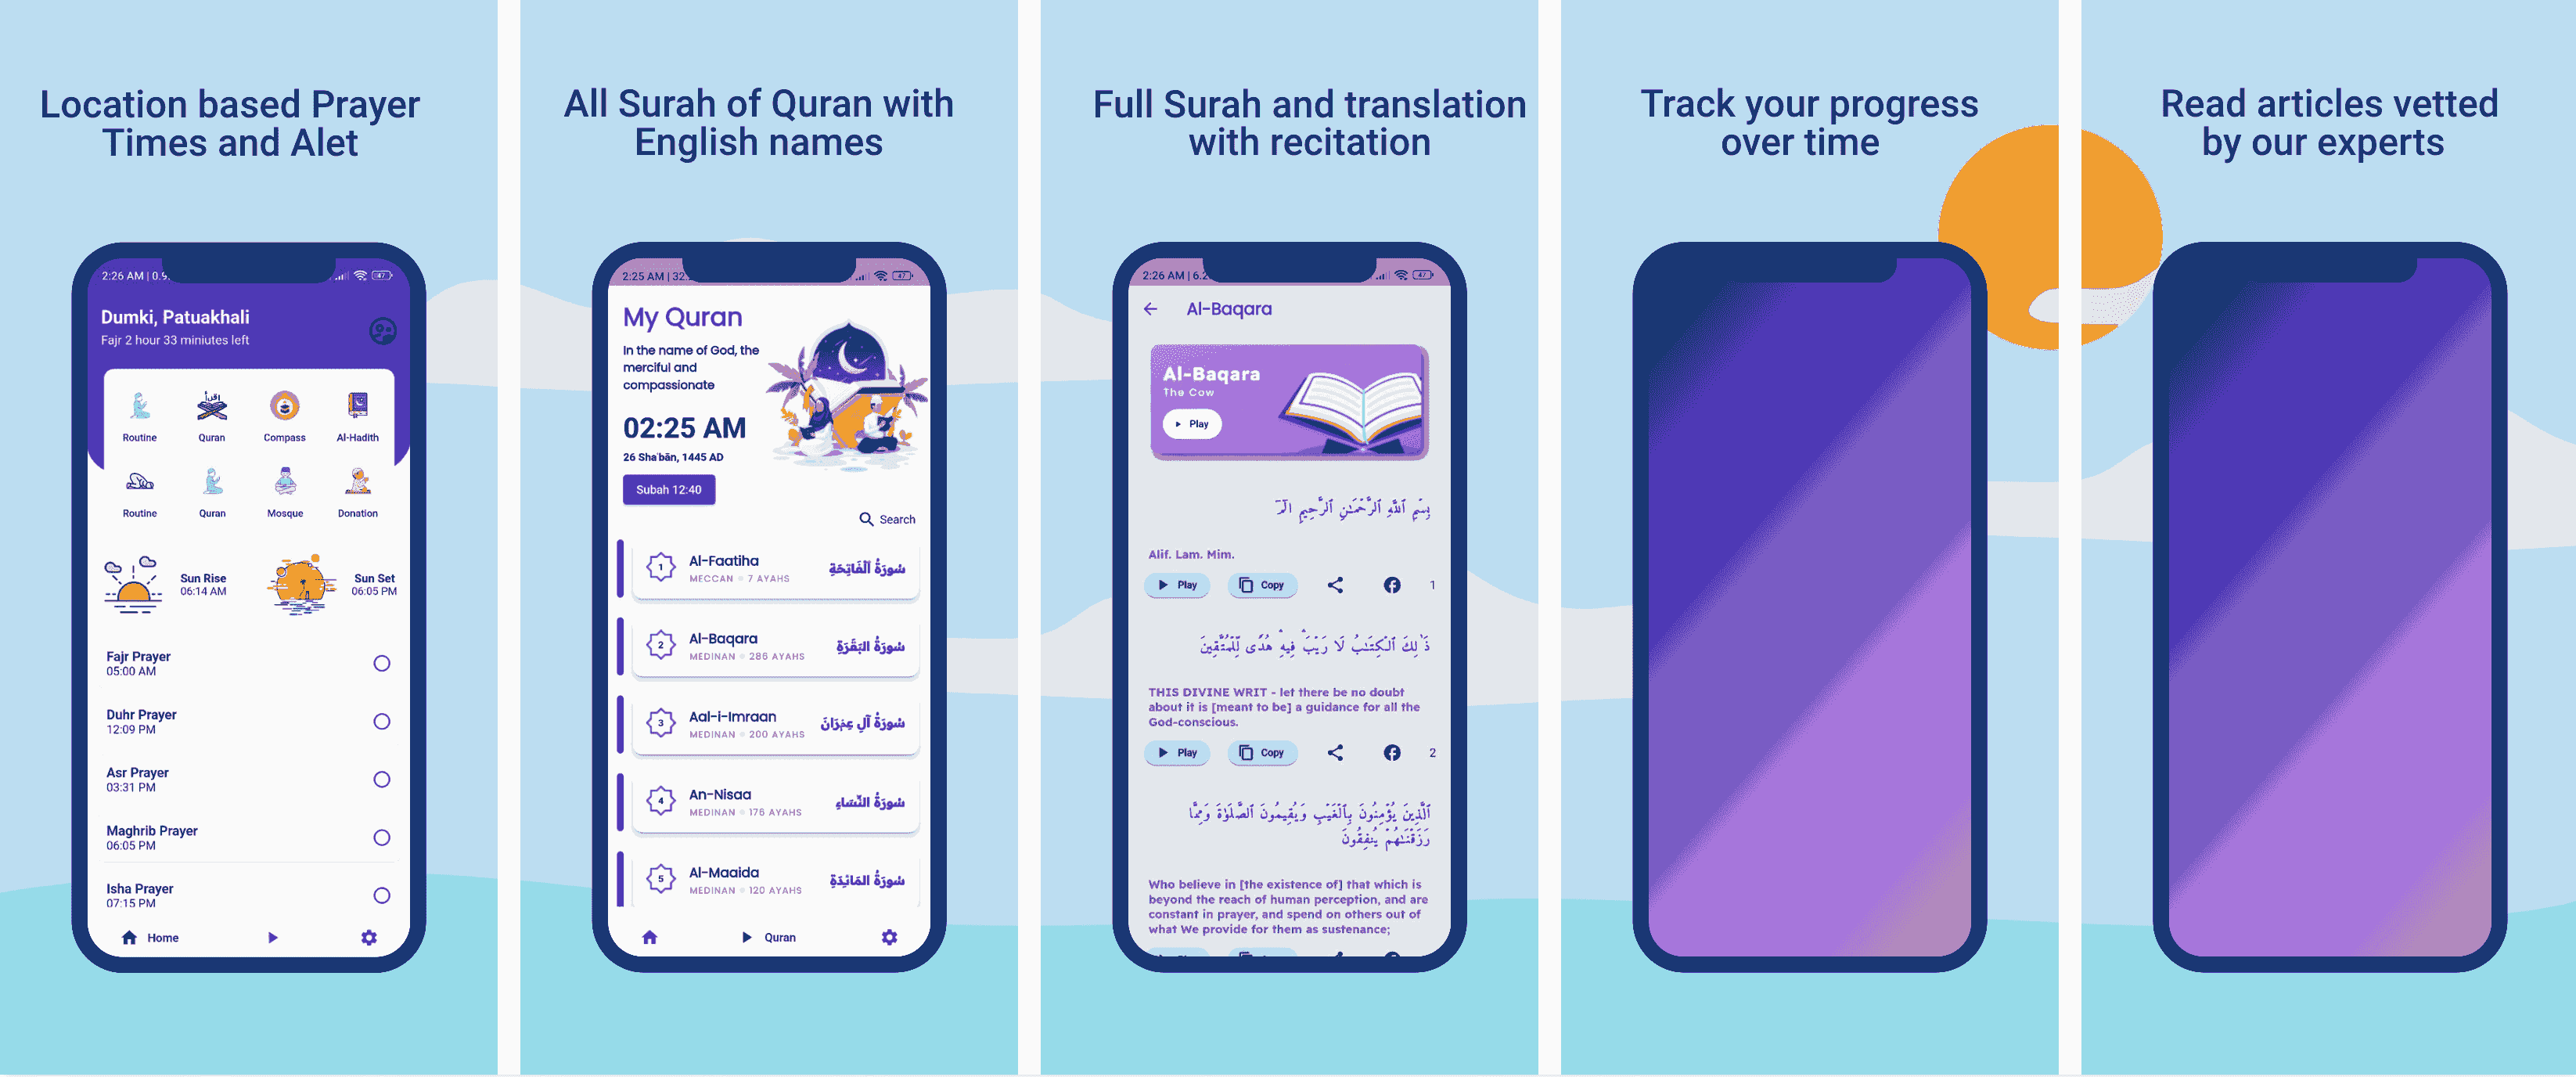 Location based Prayer
Times and Alet
2:26 AM | 0.9
47
Dumki, Patuakhali
Fajr 2 hour 33 miniutes left
Routine
Quran
Compass
Al-Hadith
Routine
Quran
Mosque
Donation
Sun Rise
06:14 AM
Sun Set
06:05 PM
Fajr Prayer
05:00 AM
Duhr Prayer
12:09 PM
Asr Prayer
03:31 PM
Maghrib Prayer
06:05 PM
Isha Prayer
07:15 PM
Home
All Surah of Quran with
English names
2:25 AM | 32.
47
My Quran
In the name of God, the
merciful and
compassionate
02:25 AM
26 Sha'bān, 1445 AD
Subah 12:40
Search
1
Al-Faatiha
MECCAN 7 AYAHS
سُورَةُ ٱلْفَاتِحَةِ
2
Al-Baqara
MEDINAN 286 AYAHS
سُورَةُ البَقَرَةِ
3
Aal-i-Imraan
MEDINAN 200 AYAHS
سُورَةُ آلِ عِمۡرَانَ
4
An-Nisaa
MEDINAN 176 AYAHS
سُورَةُ النِّسَاءِ
5
Al-Maaida
MEDINAN 120 AYAHS
سُورَةُ المَائـِدَةِ
Quran
Full Surah and translation
with recitation
2:26 AM | 6.2
47
Al-Baqara
Al-Baqara
The Cow
Play
بِسۡمِ ٱللَّهِ ٱلرَّحۡمَـٰنِ ٱلرَّحِيمِ الٓمٓ
Alif. Lam. Mim.
Play
Copy
1
ذَ ٰلِكَ ٱلۡكِتَـٰبُ لَا رَيۡبَۛ فِيهِۛ هُدࣰى لِّلۡمُتَّقِينَ
THIS DIVINE WRIT - let there be no doubt
about it is [meant to be] a guidance for all the
God-conscious.
Play
Copy
2
ٱلَّذِينَ يُؤۡمِنُونَ بِٱلۡغَيۡبِ وَيُقِيمُونَ ٱلصَّلَوٰةَ وَمِمَّا
رَزَقۡنَـٰهُمۡ يُنفِقُونَ
Who believe in [the existence of] that which is
beyond the reach of human perception, and are
constant in prayer, and spend on others out of
what We provide for them as sustenance;
Track your progress
over time
Read articles vetted
by our experts